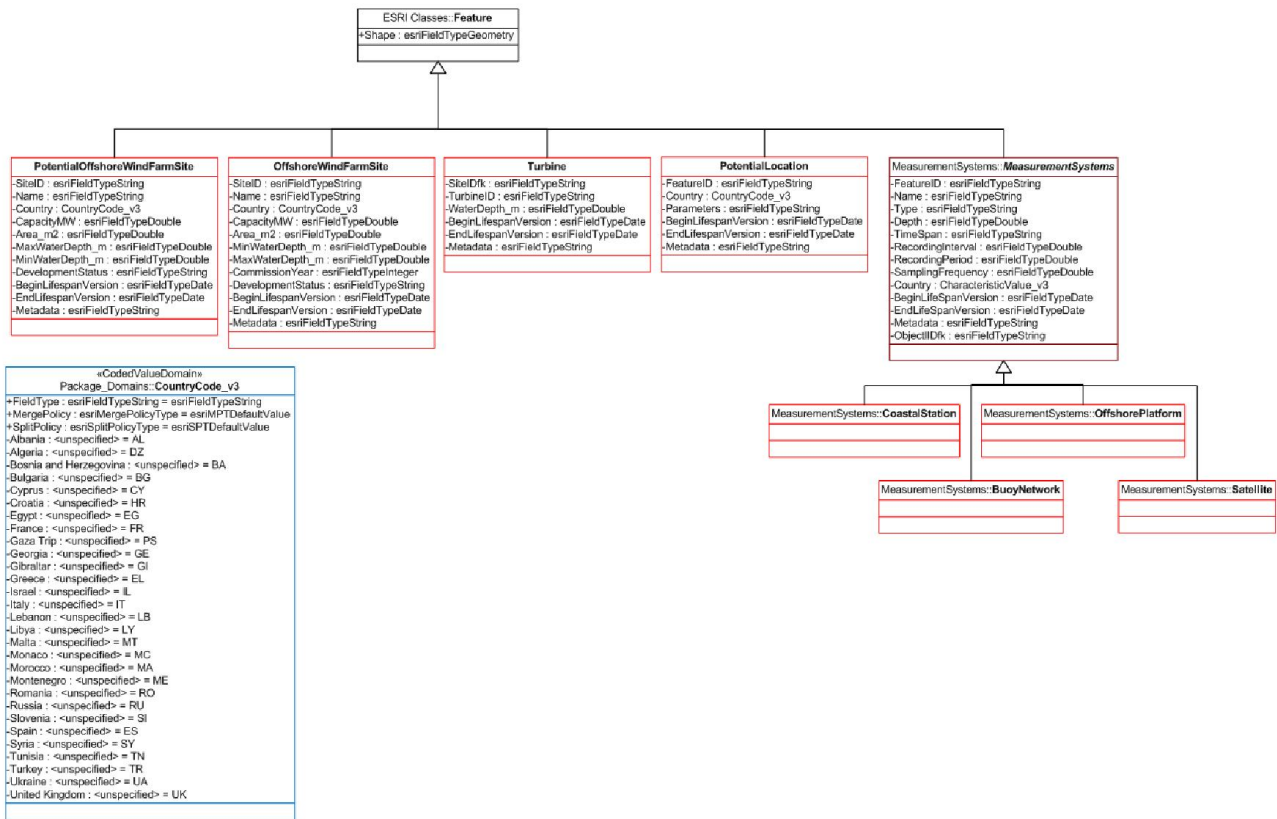 ESRI Classes::Feature
+Shape : esriFieldTypeGeometry
PotentialOffshoreWindFarmSite
-SiteID : esriFieldTypeString
-Name : esriFieldTypeString
-Country : CountryCode_v3
-CapacityMW : esriFieldTypeDouble
-Area_m2 : esriFieldTypeDouble
-MaxWaterDepth_m : esriFieldTypeDouble
-MinWaterDepth_m : esriFieldTypeDouble
-DevelopmentStatus : esriFieldTypeString
-BeginLifespanVersion : esriFieldTypeDate
-EndLifespanVersion : esriFieldTypeDate
-Metadata : esriFieldTypeString
OffshoreWindFarmSite
-SiteID : esriFieldTypeString
-Name : esriFieldTypeString
-Country : CountryCode_v3
-CapacityMW : esriFieldTypeDouble
-Area_m2 : esriFieldTypeDouble
-MinWaterDepth_m : esriFieldTypeDouble
-MaxWaterDepth_m : esriFieldTypeDouble
-CommissionYear : esriFieldTypeInteger
-DevelopmentStatus : esriFieldTypeString
-BeginLifespanVersion : esriFieldTypeDate
-EndLifespanVersion : esriFieldTypeDate
-Metadata : esriFieldTypeString
Turbine
-SiteIDfk : esriFieldTypeString
-TurbineID : esriFieldTypeString
-WaterDepth_m : esriFieldTypeDouble
-BeginLifespanVersion : esriFieldTypeDate
-EndLifespanVersion : esriFieldTypeDate
-Metadata : esriFieldTypeString
PotentialLocation
-FeatureID : esriFieldTypeString
-Country : CountryCode_v3
-Parameters : esriFieldTypeString
-BeginLifespanVersion : esriFieldTypeDate
-EndLifespanVersion : esriFieldTypeDate
-Metadata : esriFieldTypeString
MeasurementSystems::MeasurementSystems
-FeatureID : esriFieldTypeString
-Name : esriFieldTypeString
-Type : esriFieldTypeString
-Depth : esriFieldTypeDouble
-TimeSpan : esriFieldTypeString
-RecordingInterval : esriFieldTypeDouble
-RecordingPeriod : esriFieldTypeDouble
-SamplingFrequency : esriFieldTypeDouble
-Country : CharacteristicValue_v3
-BeginLifeSpanVersion : esriFieldTypeDate
-EndLifeSpanVersion : esriFieldTypeDate
-Metadata : esriFieldTypeString
-ObjectIIDfk : esriFieldTypeString
«CodedValueDomain»
Package_Domains::CountryCode_v3
+FieldType : esriFieldTypeString = esriFieldTypeString
+MergePolicy : esriMergePolicyType = esriMPTDefaultValue
+SplitPolicy : esriSplitPolicyType = esriSPTDefaultValue
-Albania : <unspecified> = AL
-Algeria : <unspecified> = DZ
-Bosnia and Herzegovina : <unspecified> = BA
-Bulgaria : <unspecified> = BG
-Cyprus : <unspecified> = CY
-Croatia : <unspecified> = HR
-Egypt : <unspecified> = EG
-France : <unspecified> = FR
-Gaza Trip : <unspecified> = PS
-Georgia : <unspecified> = GE
-Gibraltar : <unspecified> = GI
-Greece : <unspecified> = EL
-Israel : <unspecified> = IL
-Italy : <unspecified> = IT
-Lebanon : <unspecified> = LB
-Libya : <unspecified> = LY
-Malta : <unspecified> = MT
-Monaco : <unspecified> = MC
-Morocco : <unspecified> = MA
-Montenegro : <unspecified> = ME
-Romania : <unspecified> = RO
-Russia : <unspecified> = RU
-Slovenia : <unspecified> = SI
-Spain : <unspecified> = ES
-Syria : <unspecified> = SY
-Tunisia : <unspecified> = TN
-Turkey : <unspecified> = TR
-Ukraine : <unspecified> = UA
-United Kingdom : <unspecified> = UK
MeasurementSystems::CoastalStation
MeasurementSystems::OffshorePlatform
MeasurementSystems::BuoyNetwork
MeasurementSystems::Satellite